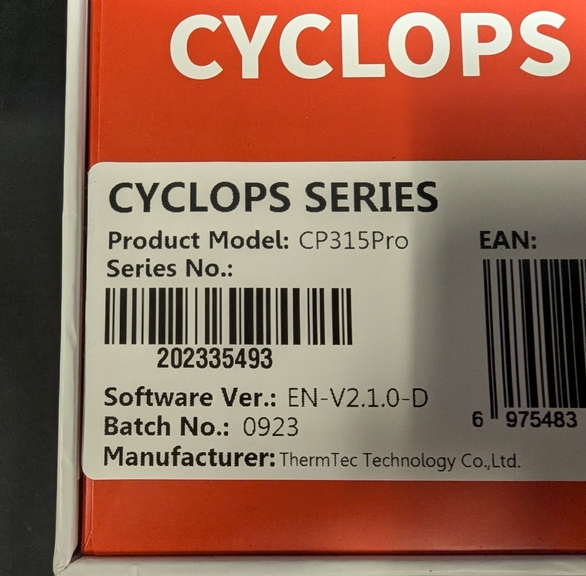 CYCLOPS
CYCLOPS SERIES
Product Model: CP315Pro
EAN:
Series No.:
202335493
Software Ver.: EN-V2.1.0-D
6 975483
Batch No.: 0923
Manufacturer: ThermTec Technology Co.,Ltd.